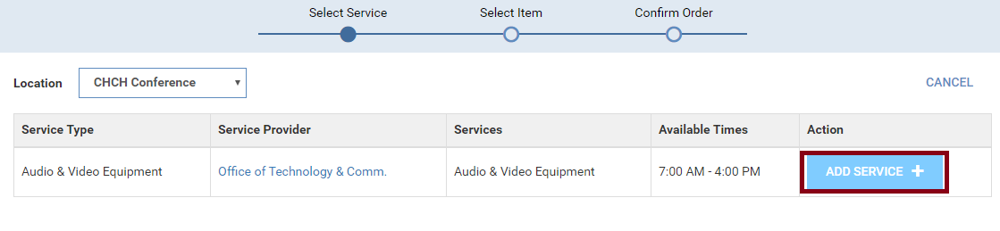 Select Service Select Item Confirm Order
Location CHCH Conference CANCEL
Service Type Service Provider Services Available Times Action
Audio & Video Equipment Office of Technology & Comm. Audio & Video Equipment 7:00 AM - 4:00 PM ADD SERVICE +